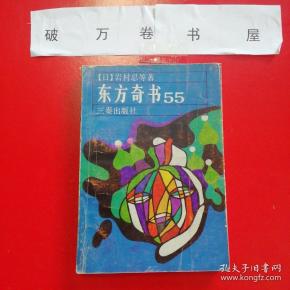 破万卷书屋
【日】岩村忍等著
东方奇书55
三秦出版社
孔夫子旧书网